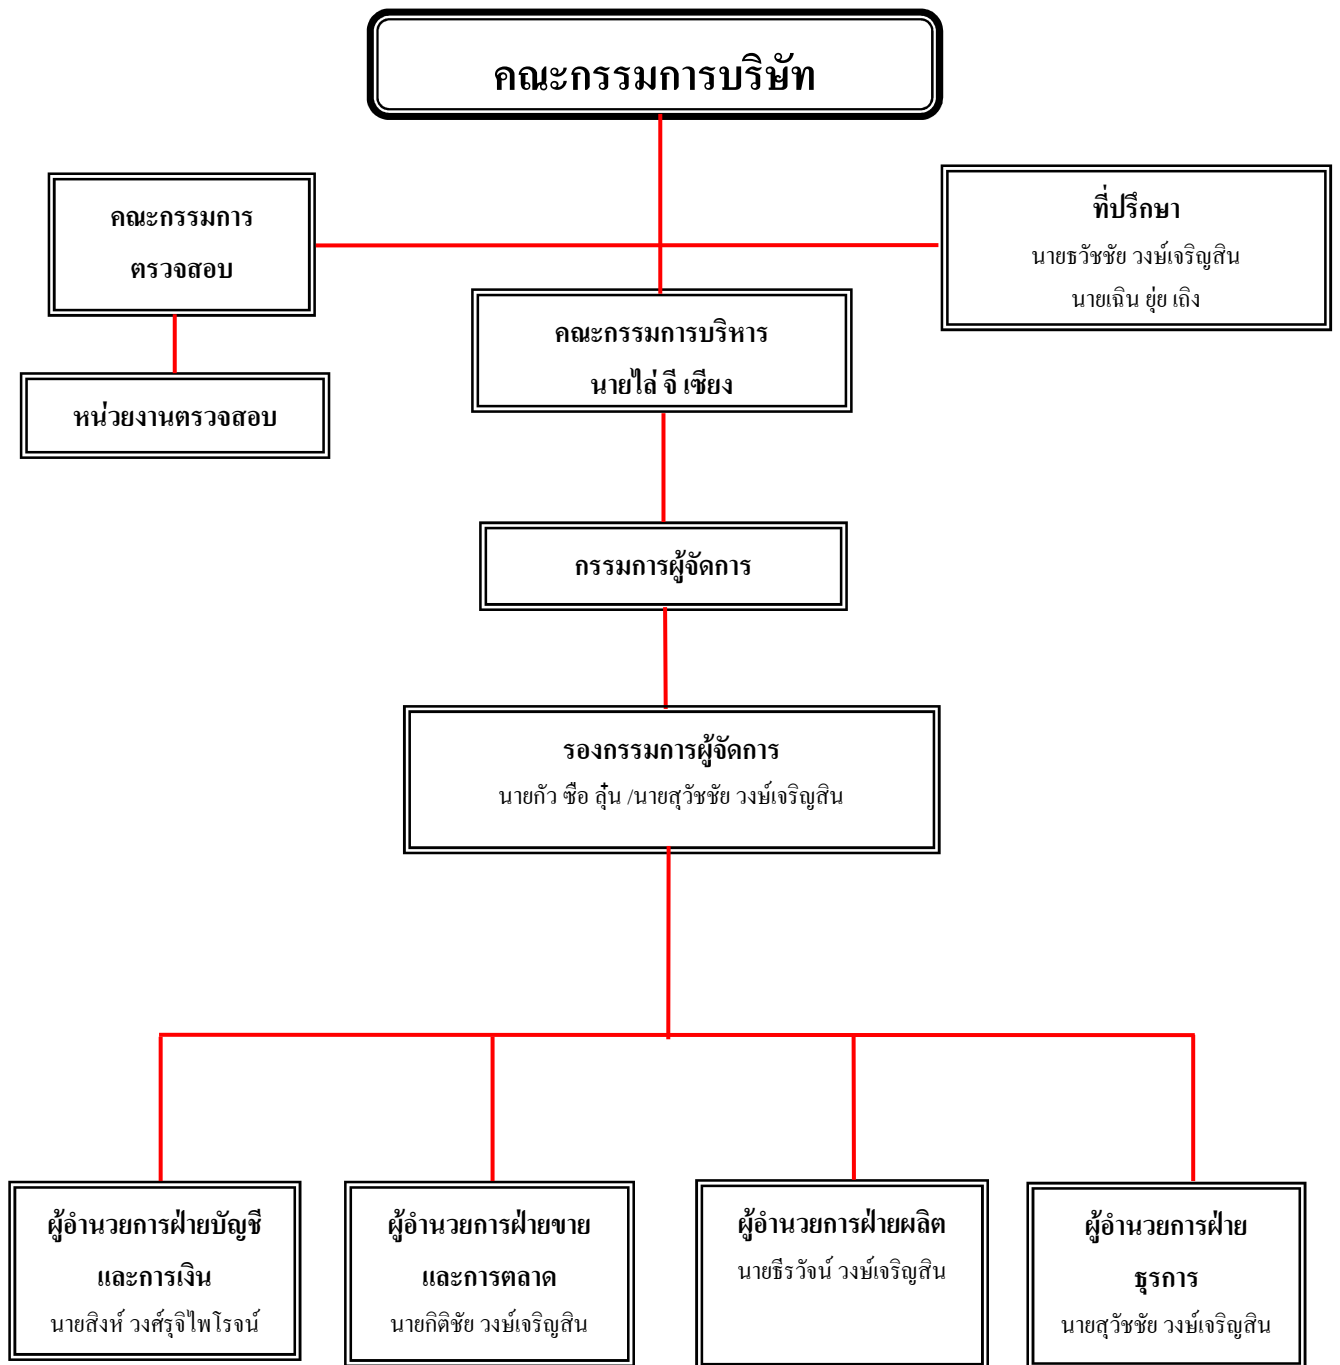 คณะกรรมการบริษัท
คณะกรรมการ
ตรวจสอบ
ที่ปรึกษา
นายธวัชชัย วงษ์เจริญสิน
นายเฉิน ยุ่ย เถิง
คณะกรรมการบริหาร
นายไล่ จี เซียง
หน่วยงานตรวจสอบ
กรรมการผู้จัดการ
รองกรรมการผู้จัดการ
นายกัว ซือ ลุ๋น /นายสุวัชชัย วงษ์เจริญสิน
ผู้อำนวยการฝ่ายบัญชี
และการเงิน
นายสิงห์ วงศ์รุจิไพโรจน์
ผู้อำนวยการฝ่ายขาย
และการตลาด
นายกิติชัย วงษ์เจริญสิน
ผู้อำนวยการฝ่ายผลิต
นายธีรวัจน์ วงษ์เจริญสิน
ผู้อำนวยการฝ่าย
ธุรการ
นายสุวัชชัย วงษ์เจริญสิน